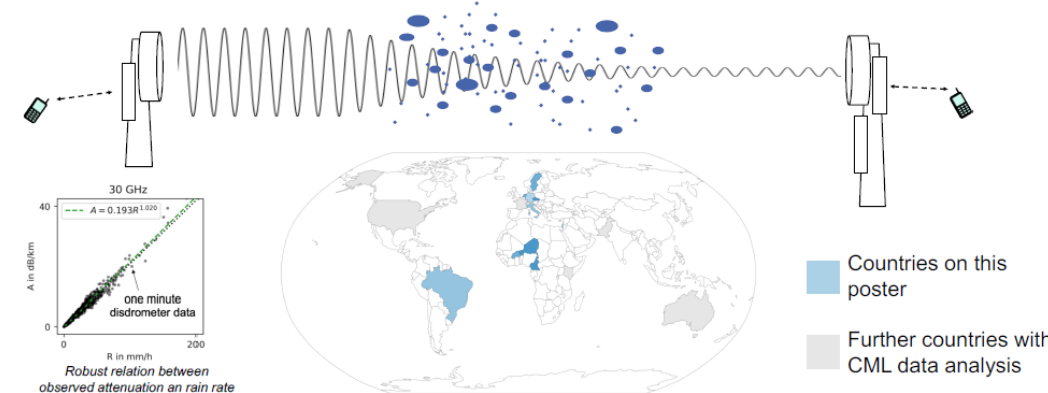 30 GHz
40
A = 0.193R^1.020
20
A in dB/km
one minute
disdrometer data
0
0
200
R in mm/h
Robust relation between
observed attenuation an rain rate
Countries on this
poster
Further countries with
CML data analysis